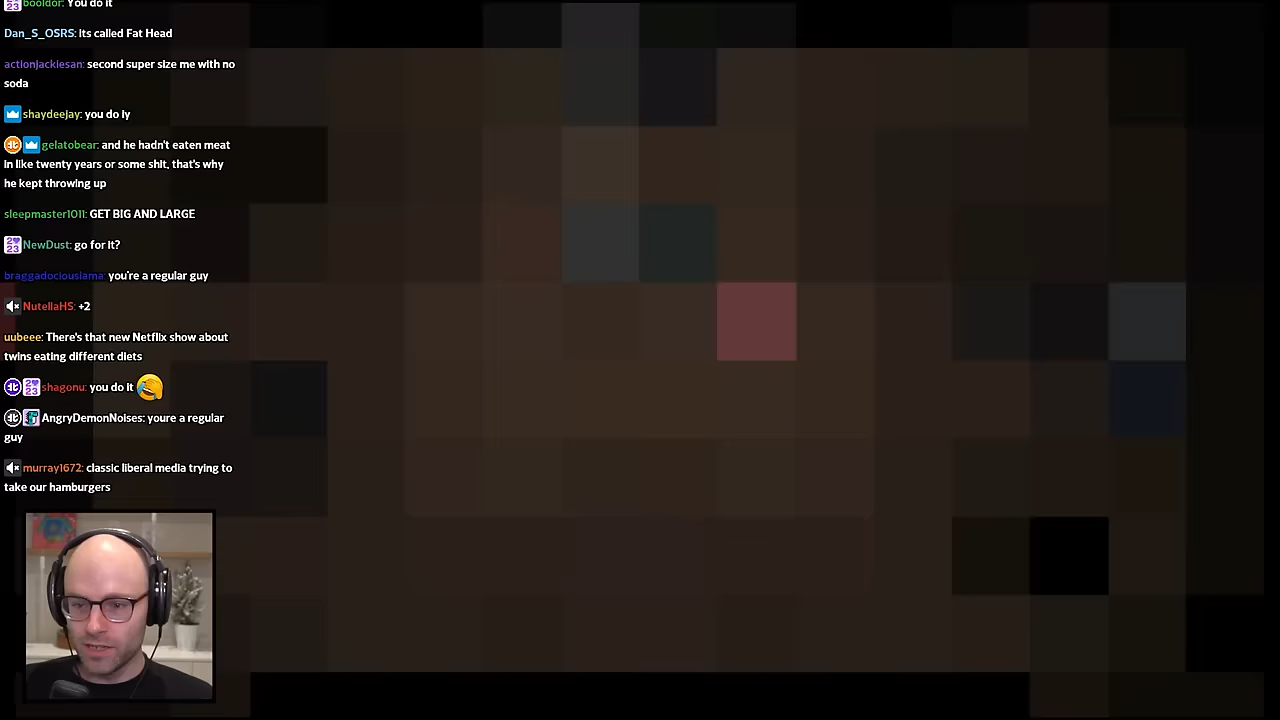 booldor: You do it
Dan_S_OSRS: its called Fat Head
actionjackiesan: second super size me with no
soda
shaydeejay: you do ly
gelatobear: and he hadn't eaten meat
in like twenty years or some shit, that's why
he kept throwing up
sleepmaster1011: GET BIG AND LARGE
NewDust: go for it?
braggadociouslama: you're a regular guy
NutellaHS: +2
uubeee: There's that new Netflix show about
twins eating different diets
shagonu: you do it
AngryDemonNoises: youre a regular
guy
murray1672: classic liberal media trying to
take our hamburgers